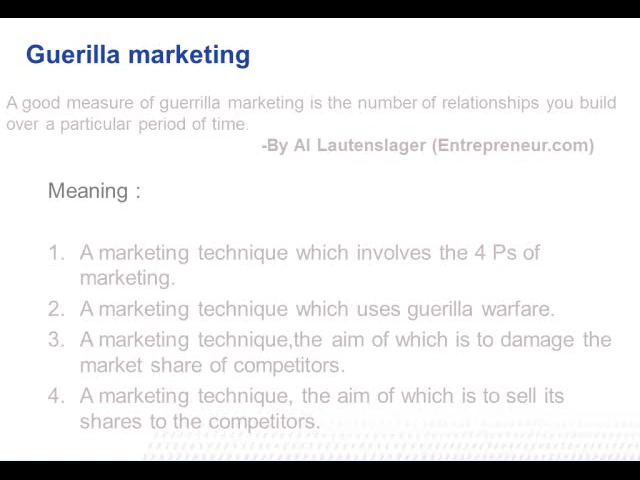 Guerilla marketing
A good measure of guerrilla marketing is the number of relationships you build
over a particular period of time.
-By Al Lautenslager (Entrepreneur.com)
Meaning :
1. A marketing technique which involves the 4 Ps of
marketing.
2. A marketing technique which uses guerilla warfare.
3. A marketing technique,the aim of which is to damage the
market share of competitors.
4. A marketing technique, the aim of which is to sell its
shares to the competitors.